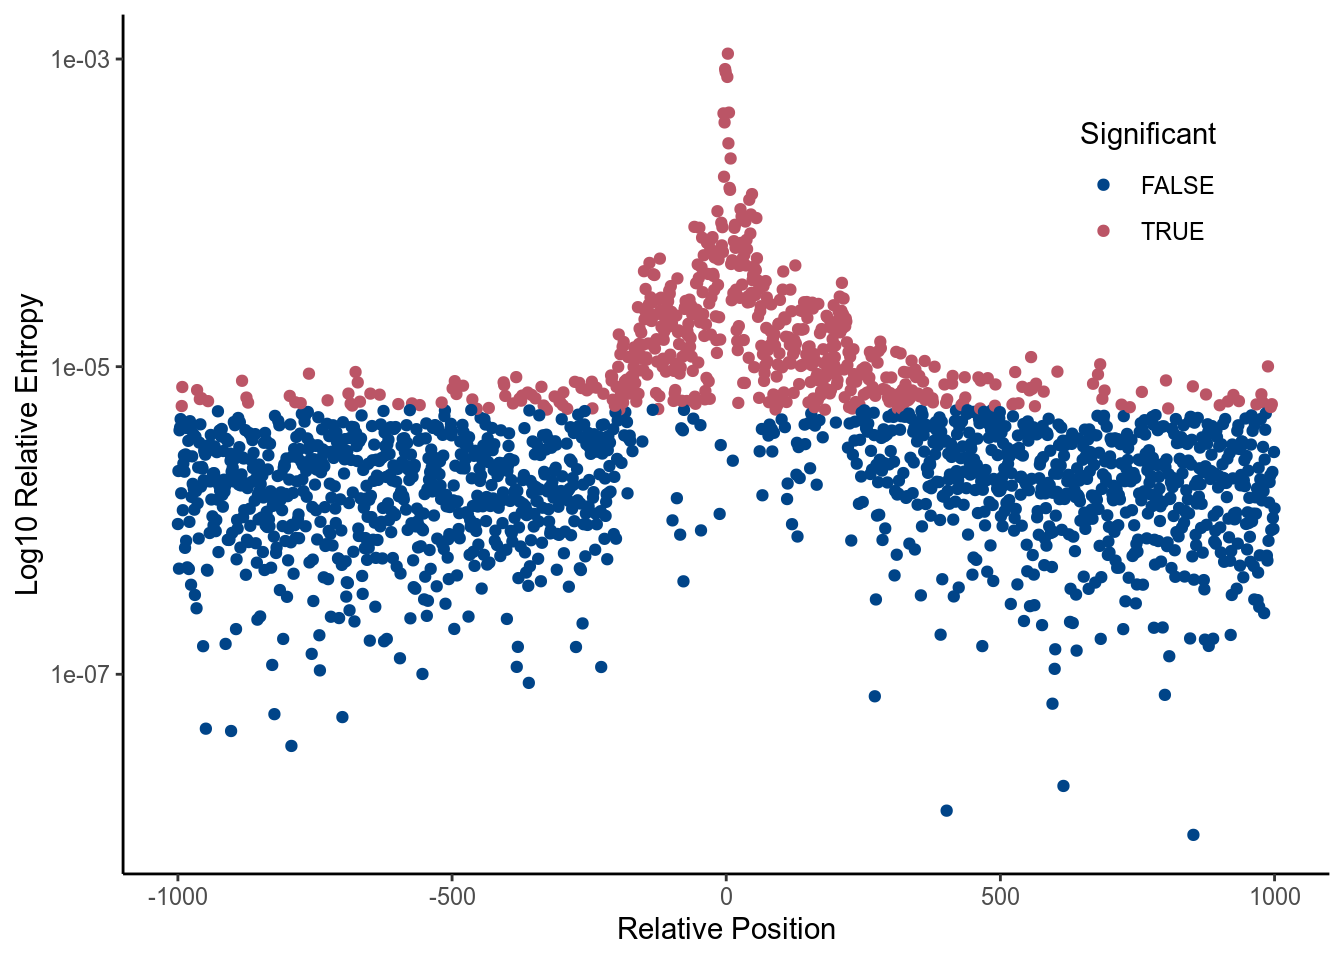 Log10 Relative Entropy
1e-03
1e-05
1e-07
Significant
FALSE
TRUE
-1000
-500
0
500
1000
Relative Position